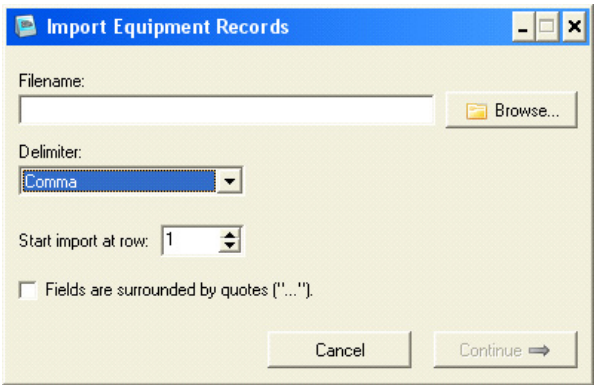 Import Equipment Records
Filename:
Browse...
Delimiter:
Comma
Start import at row: 1
Fields are surrounded by quotes ("...").
Cancel Continue